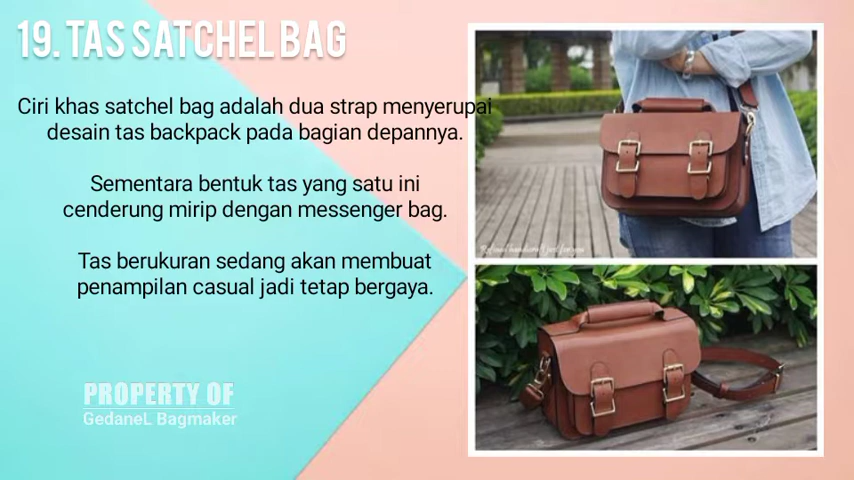 19. TAS SATCHEL BAG
Ciri khas satchel bag adalah dua strap menyerupai
desain tas backpack pada bagian depannya.
Sementara bentuk tas yang satu ini
cenderung mirip dengan messenger bag.
Tas berukuran sedang akan membuat
penampilan casual jadi tetap bergaya.
PROPERTY OF
GedaneL Bagmaker